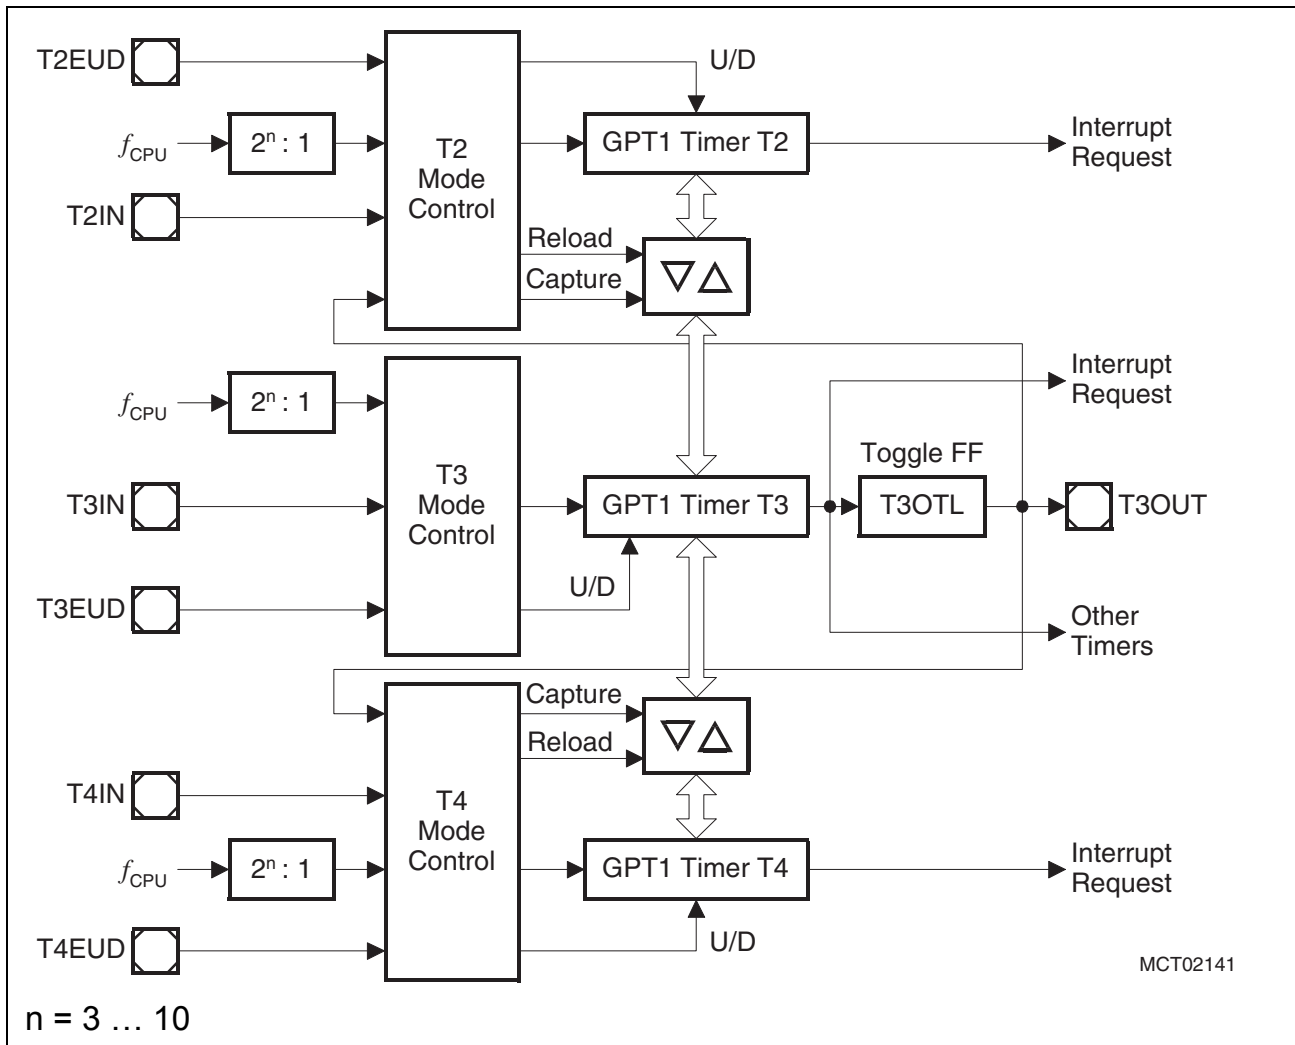 T2EUD
U/D
fCPU
2ⁿ : 1
T2
Mode
Control
GPT1 Timer T2
Interrupt
Request
T2IN
Reload
Capture
fCPU
2ⁿ : 1
Interrupt
Request
T3IN
T3
Mode
Control
GPT1 Timer T3
Toggle FF
T3OTL
T3OUT
T3EUD
U/D
Other
Timers
Capture
Reload
T4IN
T4
Mode
Control
fCPU
2ⁿ : 1
GPT1 Timer T4
Interrupt
Request
T4EUD
U/D
MCT02141
n = 3 … 10